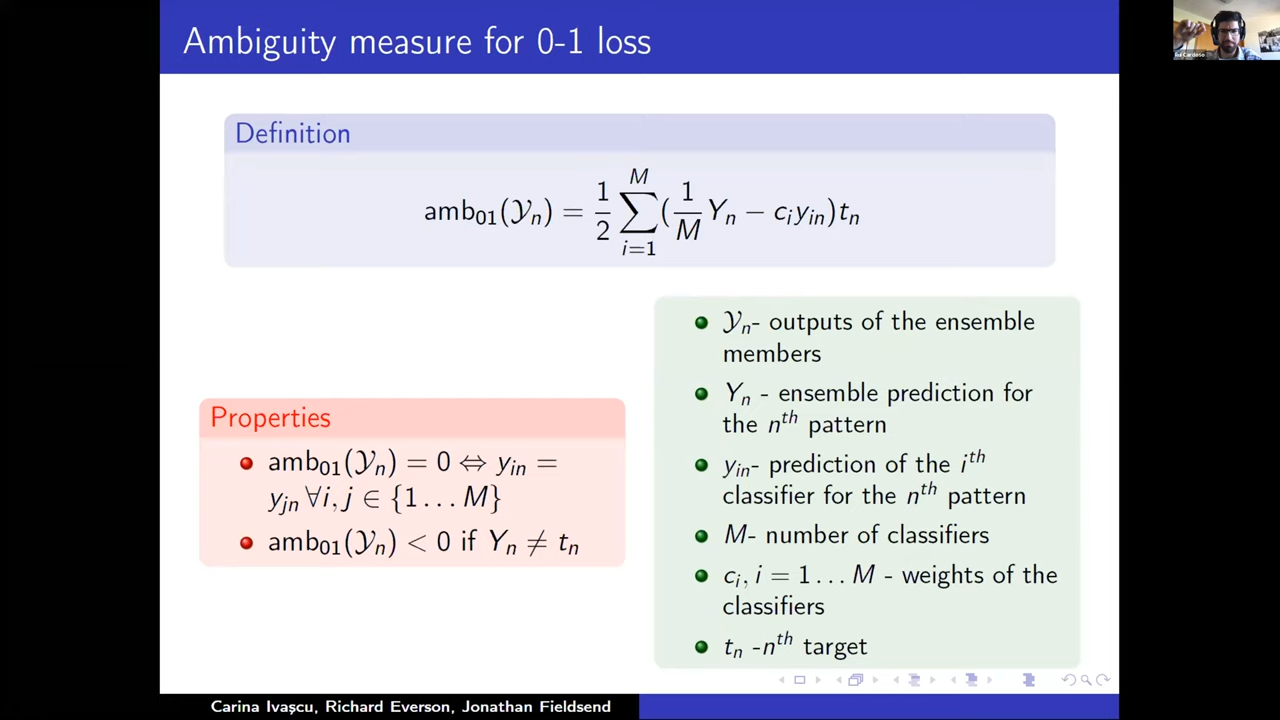 Ambiguity measure for 0-1 loss
Definition
amb₀₁(𝒴ₙ) = 1/2 ∑ᵢ₌₁ᴹ (1/M Yₙ − cᵢyᵢₙ)tₙ
Properties
amb₀₁(𝒴ₙ) = 0 ⇔ yᵢₙ =
yⱼₙ ∀i, j ∈ {1 . . . M}
amb₀₁(𝒴ₙ) < 0 if Yₙ ≠ tₙ
𝒴ₙ- outputs of the ensemble
members
Yₙ - ensemble prediction for
the nᵗʰ pattern
yᵢₙ- prediction of the iᵗʰ
classifier for the nᵗʰ pattern
M- number of classifiers
cᵢ, i = 1 . . . M - weights of the
classifiers
tₙ -nᵗʰ target
Carina Ivaşcu, Richard Everson, Jonathan Fieldsend